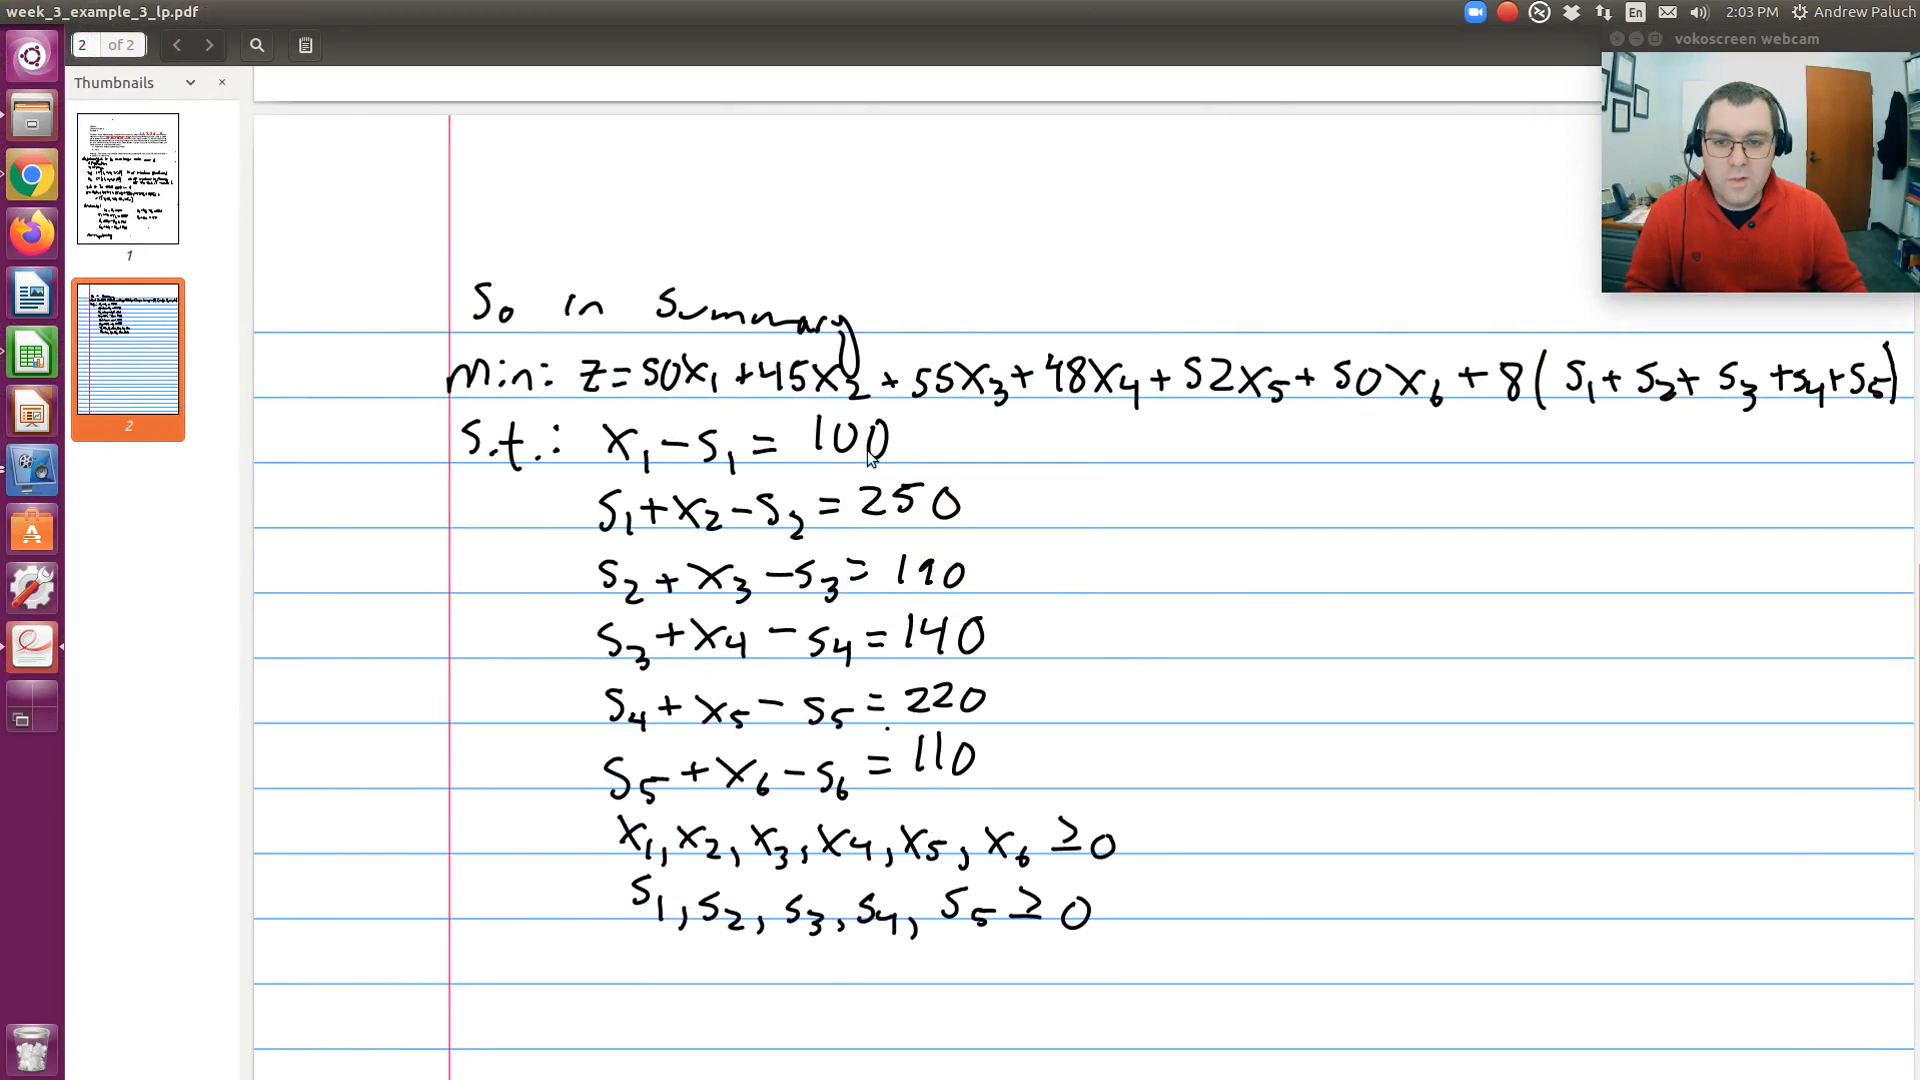 week_3_example_3_lp.pdf
En
2:03 PM
Andrew Paluch
2 of 2
vokoscreen webcam
Thumbnails
1
2
So in summary
Min: z=50x₁+45x₂+55x₃+48x₄+52x₅+50x₆+8(s₁+s₂+s₃+s₄+s₅)
s.t.: x₁-s₁=100
s₁+x₂-s₂=250
s₂+x₃-s₃=190
s₃+x₄-s₄=140
s₄+x₅-s₅=220
s₅+x₆-s₆=110
x₁, x₂, x₃, x₄, x₅, x₆ ≥0
s₁, s₂, s₃, s₄, s₅ ≥0